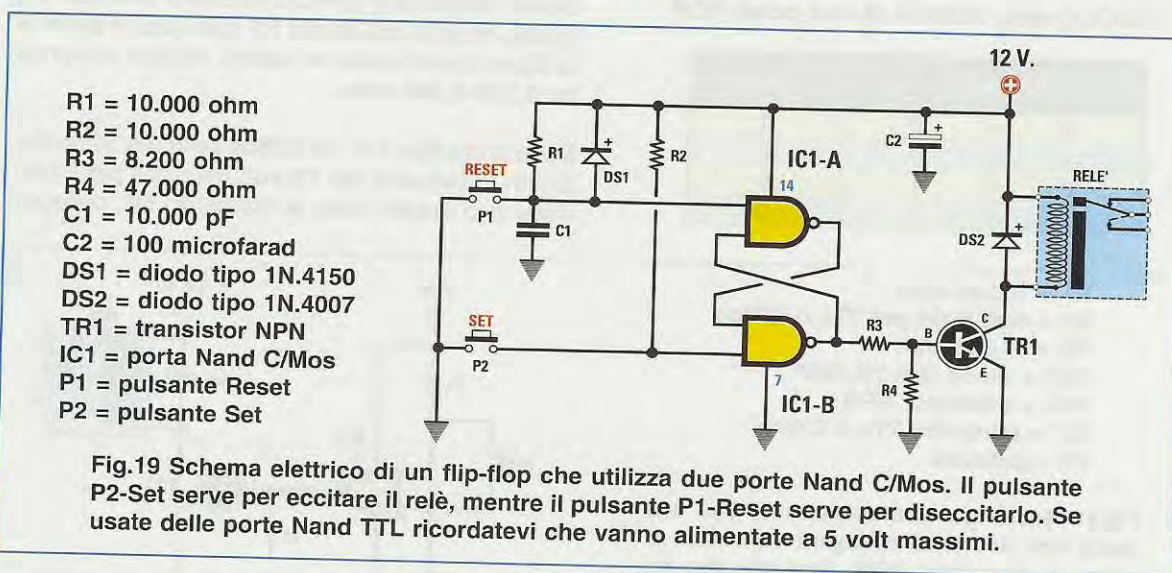 R1 = 10.000 ohm
R2 = 10.000 ohm
R3 = 8.200 ohm
R4 = 47.000 ohm
C1 = 10.000 pF
C2 = 100 microfarad
DS1 = diodo tipo 1N.4150
DS2 = diodo tipo 1N.4007
TR1 = transistor NPN
IC1 = porta Nand C/Mos
P1 = pulsante Reset
P2 = pulsante Set
12 V.
R1
DS1
R2
IC1-A
C2
+
+
RELE'
RESET
P1
C1
14
DS2
+
SET
P2
7
IC1-B
R3
R4
B
C
E
TR1
Fig.19 Schema elettrico di un flip-flop che utilizza due porte Nand C/Mos. Il pulsante
P2-Set serve per eccitare il relè, mentre il pulsante P1-Reset serve per diseccitarlo. Se
usate delle porte Nand TTL ricordatevi che vanno alimentate a 5 volt massimi.